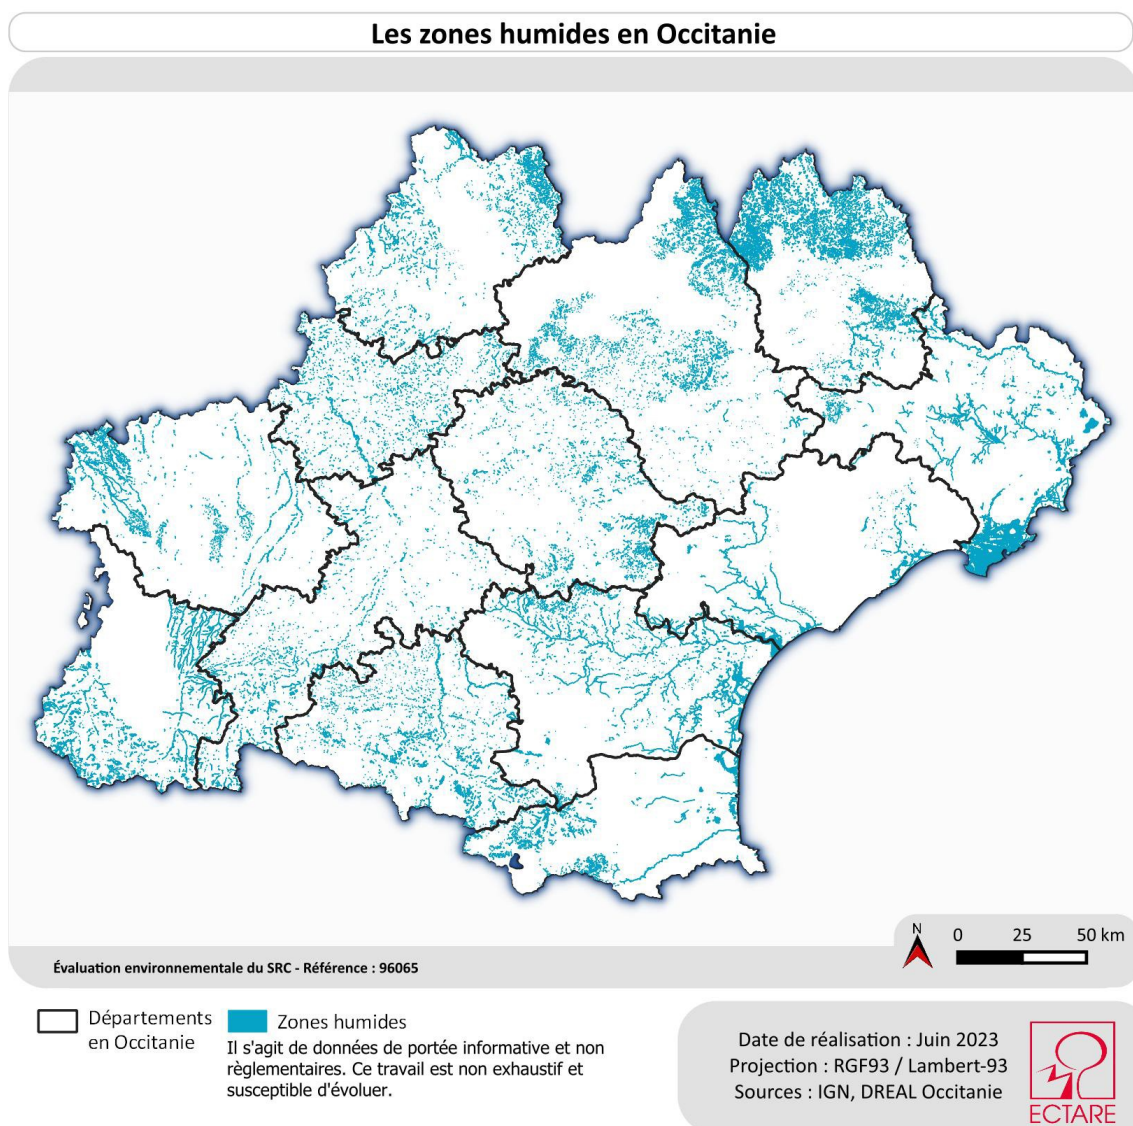 Les zones humides en Occitanie
N
0 25 50 km
Évaluation environnementale du SRC - Référence : 96065
Départements
en Occitanie
Zones humides
Il s'agit de données de portée informative et non
règlementaires. Ce travail est non exhaustif et
susceptible d'évoluer.
Date de réalisation : Juin 2023
Projection : RGF93 / Lambert-93
Sources : IGN, DREAL Occitanie
ECTARE